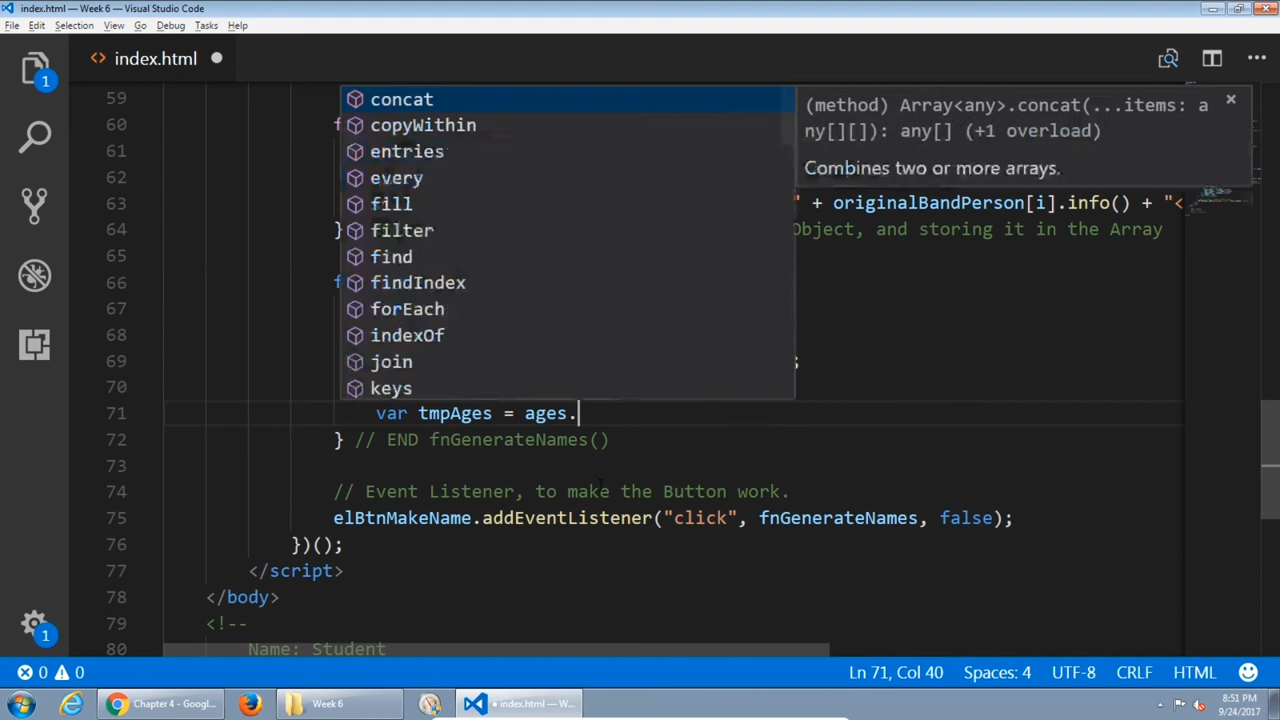 index.html — Week 6 - Visual Studio Code
File Edit Selection View Go Debug Tasks Help
<> index.html
1
59
60 f
61
62
63 " + originalBandPerson[i].info() + "<
64 } Object, and storing it in the Array
65
66 f
67
68
69 ;
70
71 var tmpAges = ages.
72 } // END fnGenerateNames()
73
74 // Event Listener, to make the Button work.
75 elBtnMakeName.addEventListener("click", fnGenerateNames, false);
76 })();
77 </script>
78 </body>
79 <!--
80 Name: Student
concat
copyWithin
entries
every
fill
filter
find
findIndex
forEach
indexOf
join
keys
(method) Array<any>.concat(...items: a
ny[][]): any[] (+1 overload)
Combines two or more arrays.
1
0 0 Ln 71, Col 40 Spaces: 4 UTF-8 CRLF HTML
Chapter 4 - Googl... Week 6 • index.html — W... 8:51 PM
9/24/2017